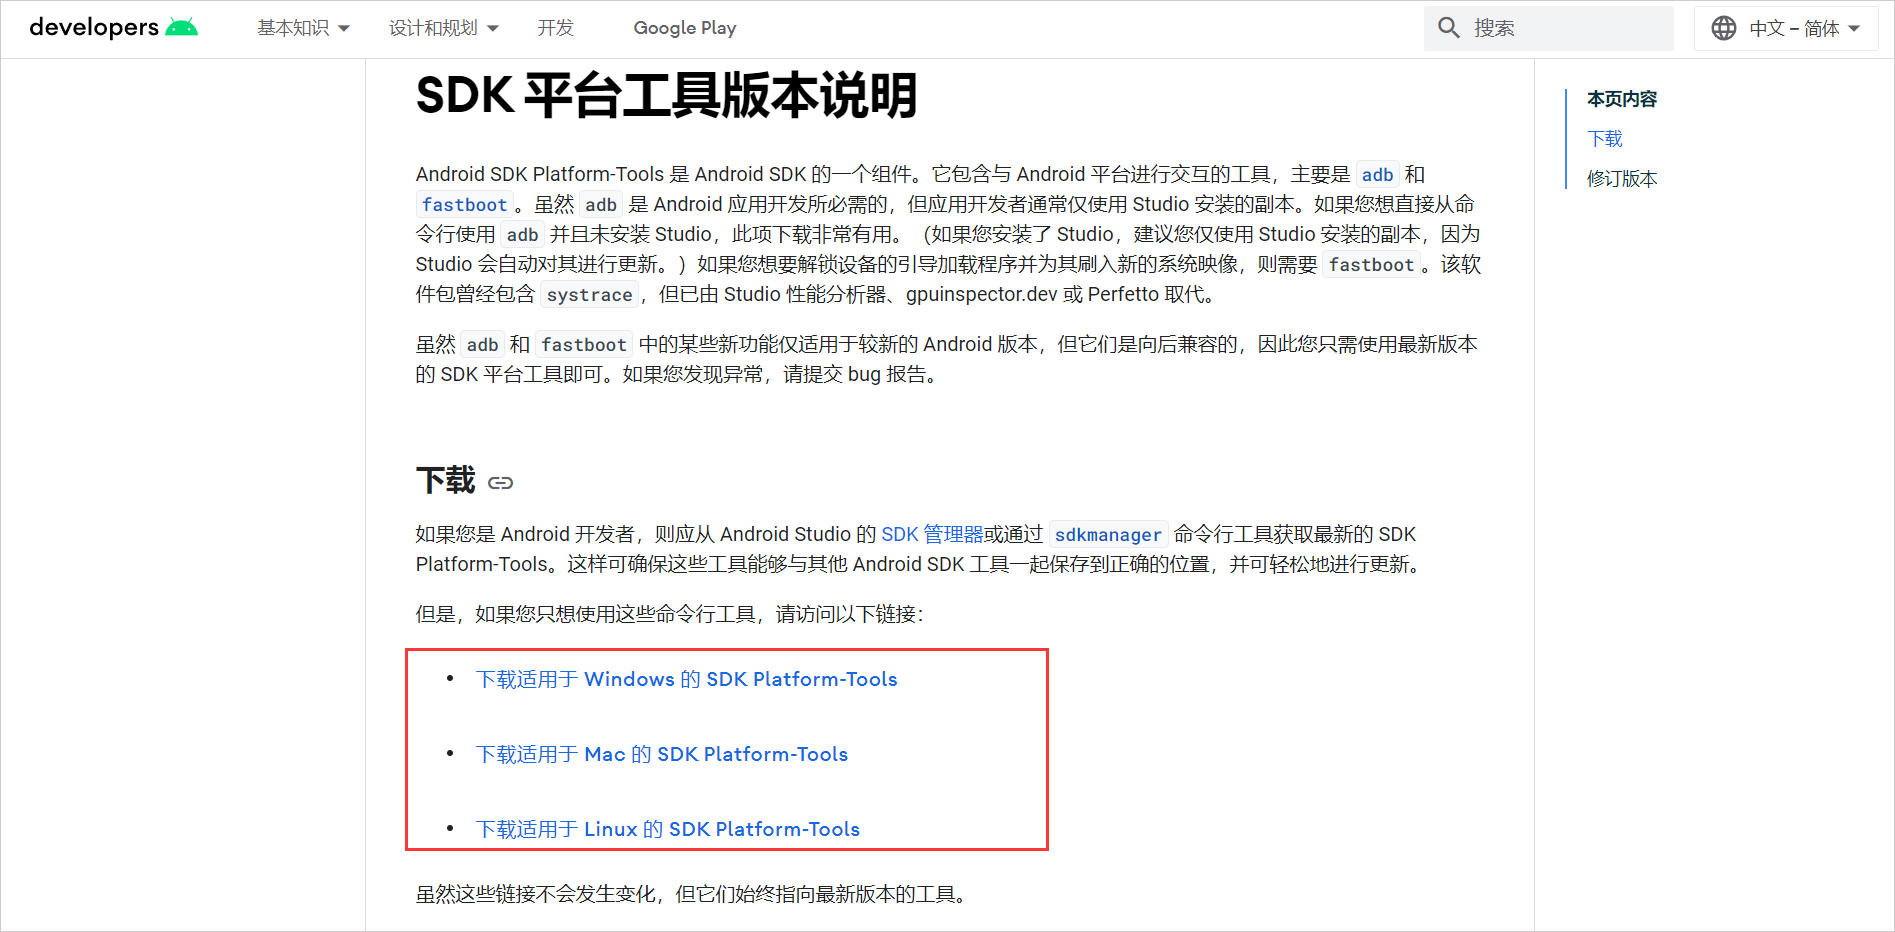 developers 基本知识 设计和规划 开发 Google Play 搜索 中文 – 简体
SDK 平台工具版本说明
Android SDK Platform-Tools 是 Android SDK 的一个组件。它包含与 Android 平台进行交互的工具，主要是 adb 和
fastboot。虽然 adb 是 Android 应用开发所必需的，但应用开发者通常仅使用 Studio 安装的副本。如果您想直接从命
令行使用 adb 并且未安装 Studio，此项下载非常有用。（如果您安装了 Studio，建议您仅使用 Studio 安装的副本，因为
Studio 会自动对其进行更新。）如果您想要解锁设备的引导加载程序并为其刷入新的系统映像，则需要 fastboot。该软
件包曾经包含 systrace，但已由 Studio 性能分析器、gpuinspector.dev 或 Perfetto 取代。
虽然 adb 和 fastboot 中的某些新功能仅适用于较新的 Android 版本，但它们是向后兼容的，因此您只需使用最新版本
的 SDK 平台工具即可。如果您发现异常，请提交 bug 报告。
下载
如果您是 Android 开发者，则应从 Android Studio 的 SDK 管理器或通过 sdkmanager 命令行工具获取最新的 SDK
Platform-Tools。这样可确保这些工具能够与其他 Android SDK 工具一起保存到正确的位置，并可轻松地进行更新。
但是，如果您只想使用这些命令行工具，请访问以下链接：
• 下载适用于 Windows 的 SDK Platform-Tools
• 下载适用于 Mac 的 SDK Platform-Tools
• 下载适用于 Linux 的 SDK Platform-Tools
虽然这些链接不会发生变化，但它们始终指向最新版本的工具。
本页内容
下载
修订版本